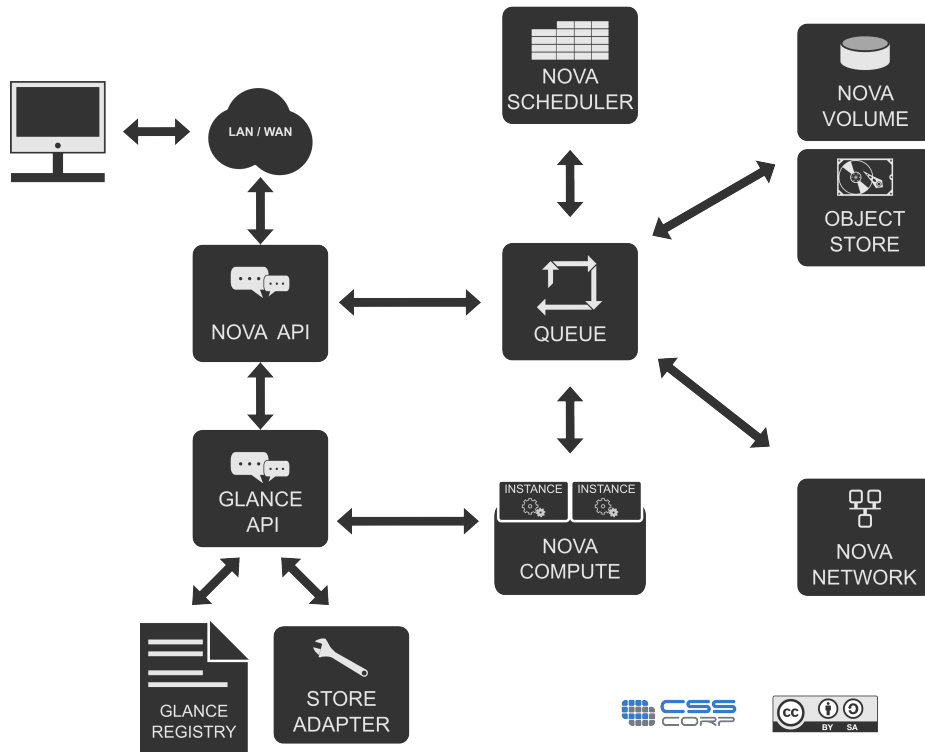 NOVA
SCHEDULER
NOVA
VOLUME
LAN / WAN
OBJECT
STORE
NOVA API
QUEUE
GLANCE
API
INSTANCE
INSTANCE
NOVA
COMPUTE
NOVA
NETWORK
GLANCE
REGISTRY
STORE
ADAPTER
CSS
CORP
cc
BY SA